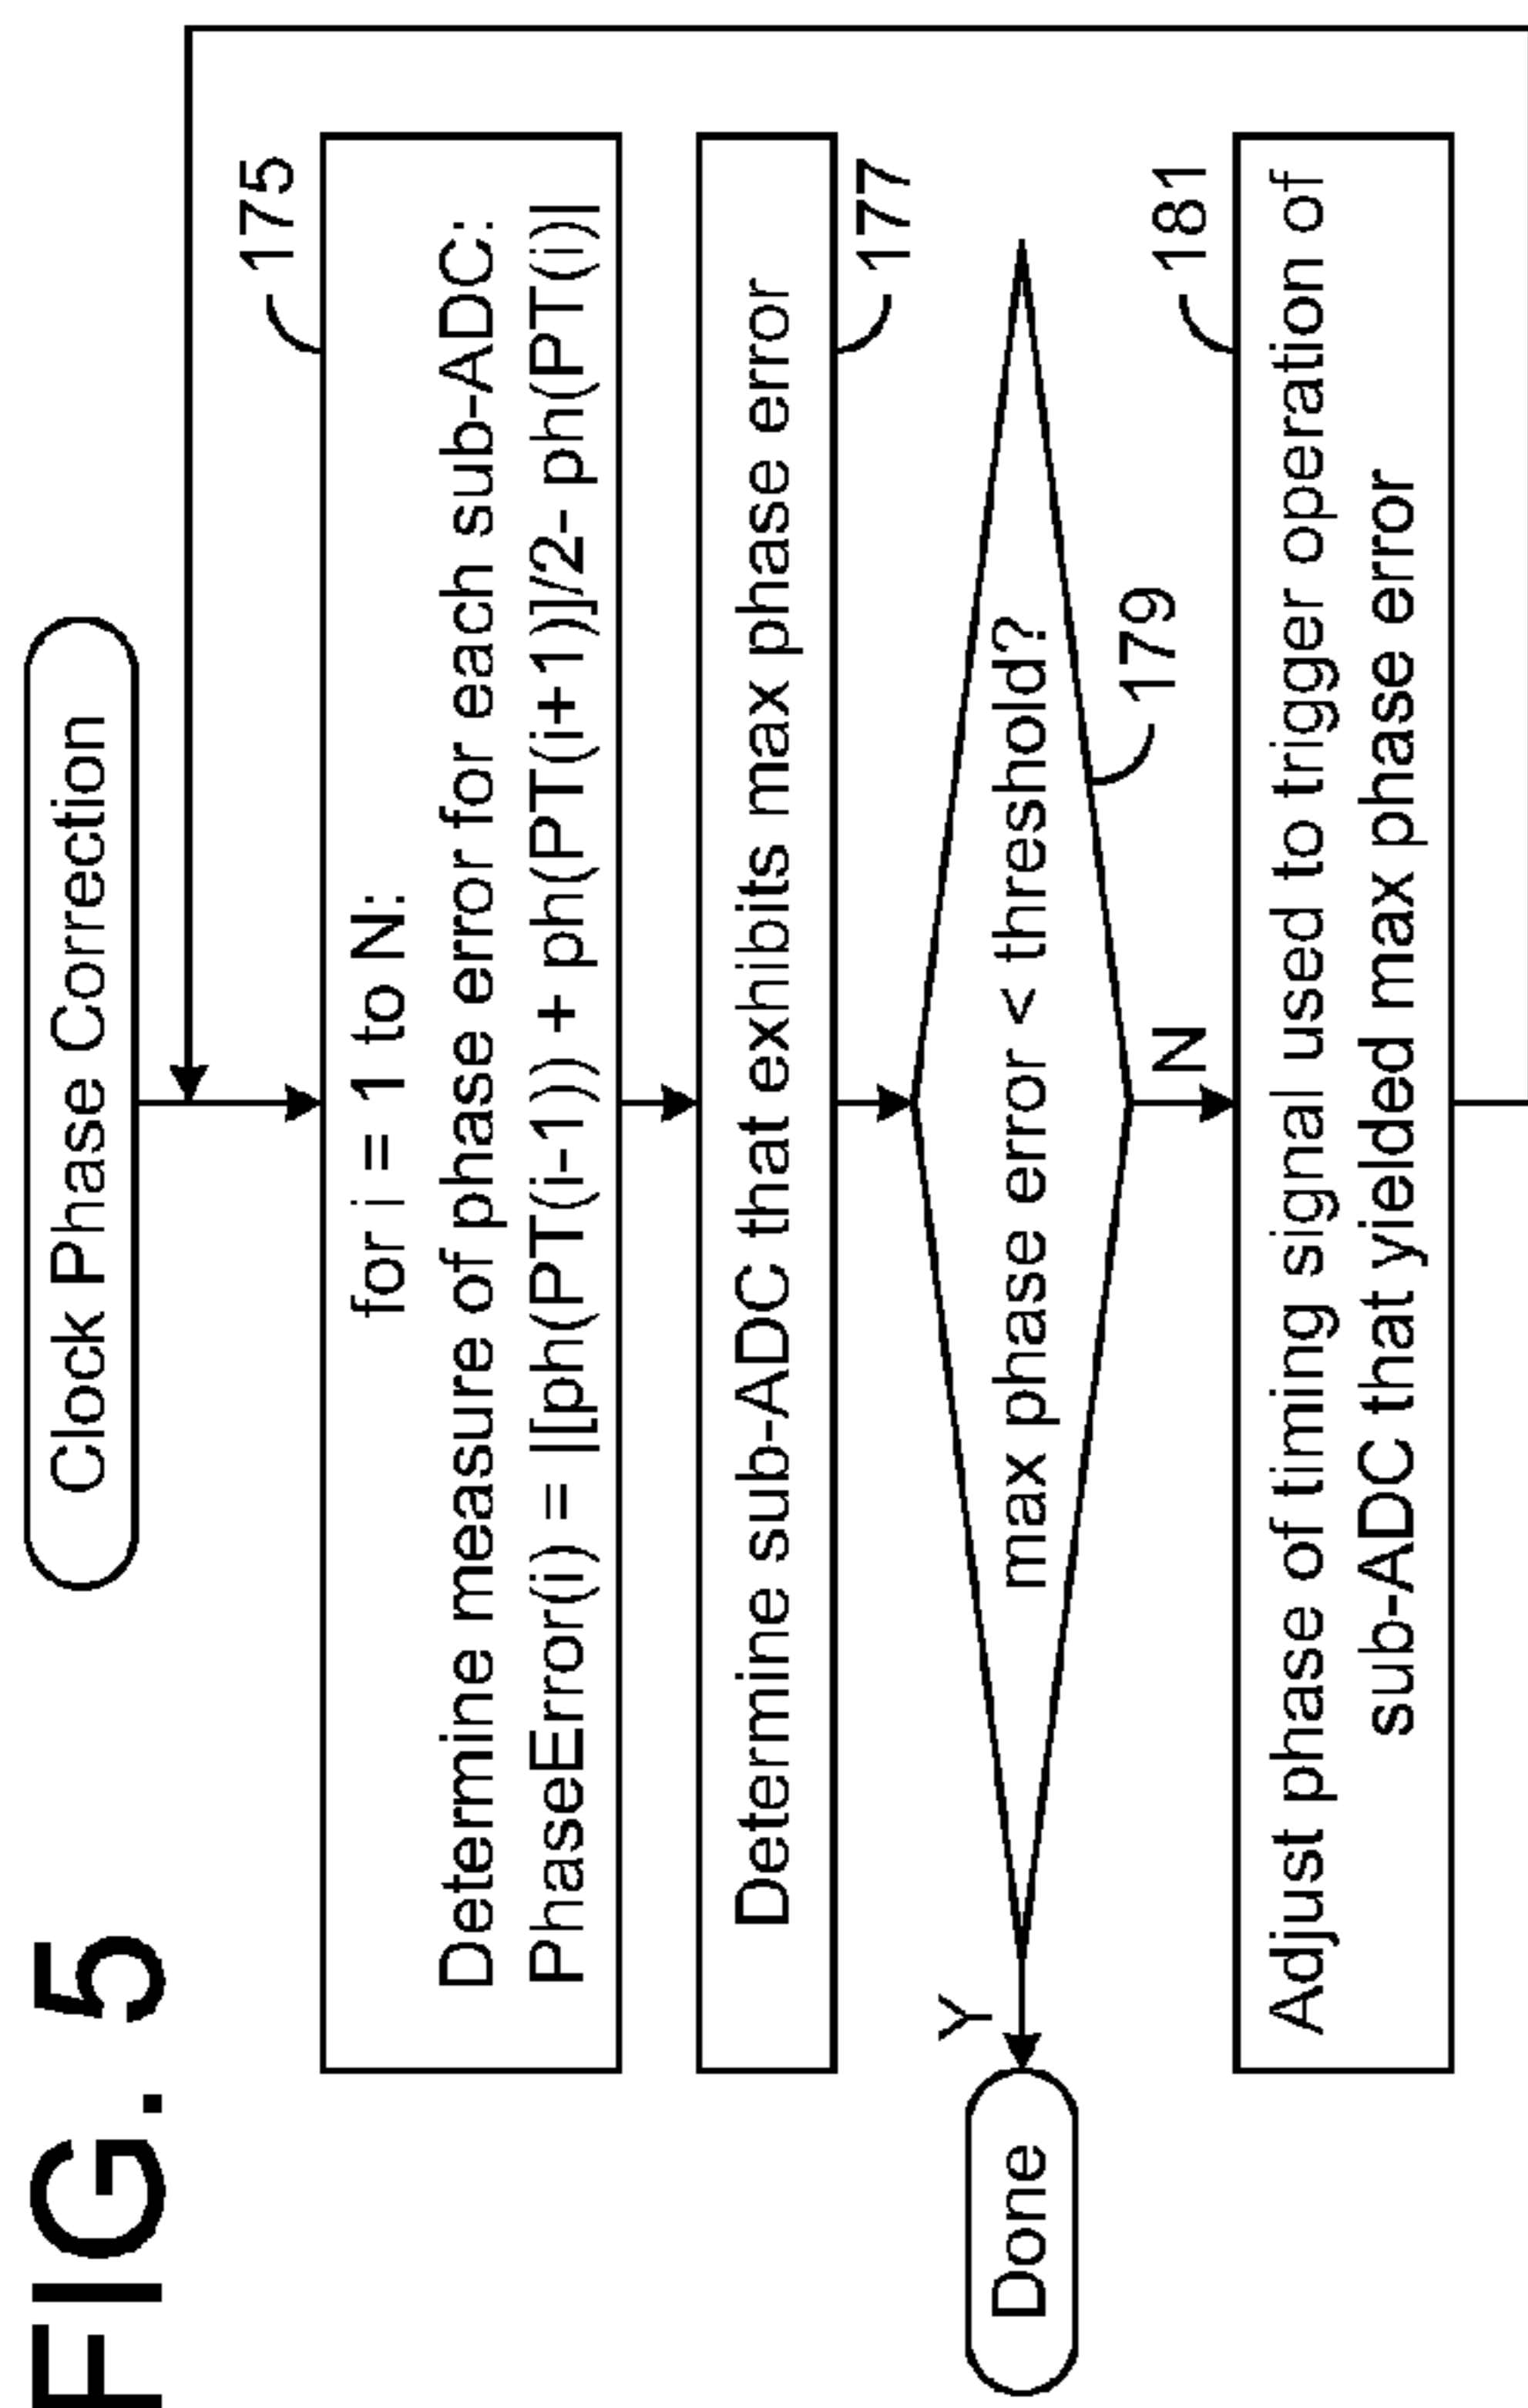 FIG. 5
Clock Phase Correction
175
for i = 1 to N:
Determine measure of phase error for each sub-ADC:
PhaseError(i) = |[ph(PT(i-1)) + ph(PT(i+1))]/2- ph(PT(i)|
Determine sub-ADC that exhibits max phase error
177
max phase error < threshold?
Y
Done
179
N
181
Adjust phase of timing signal used to trigger operation of
sub-ADC that yielded max phase error